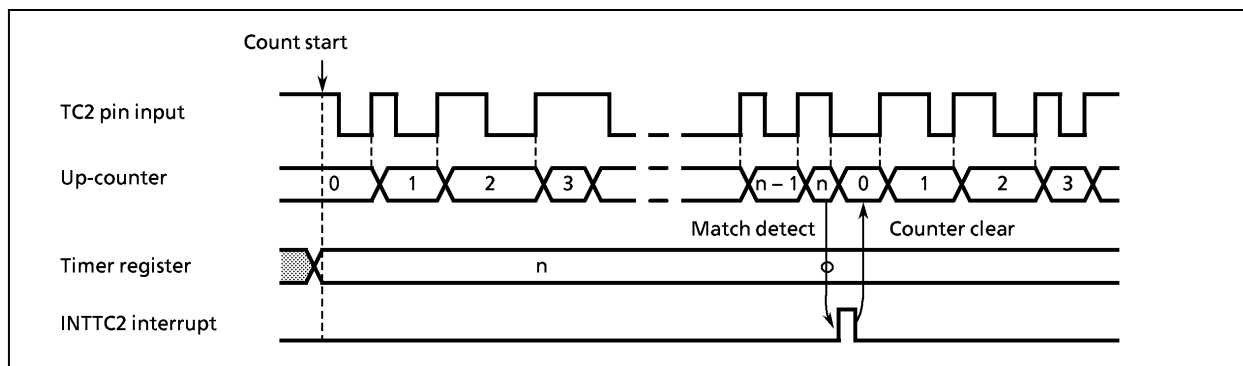 Count start
TC2 pin input
Up-counter
0 1 2 3 n – 1 n 0 1 2 3
Match detect Counter clear
Timer register
n
INTTC2 interrupt